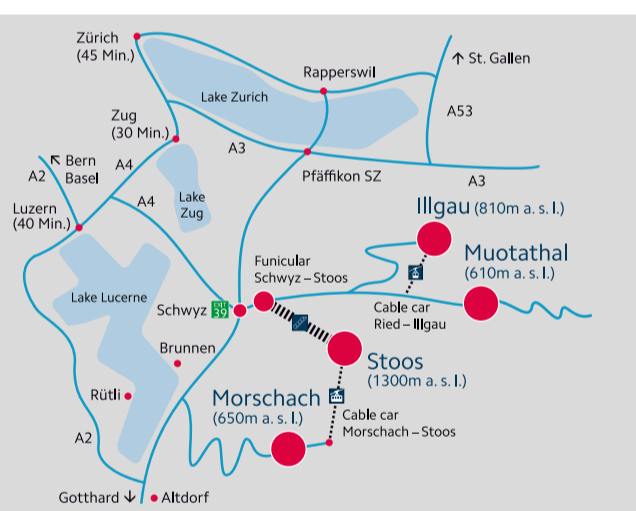 Zürich
(45 Min.)
Rapperswil
↑ St. Gallen
Lake Zurich
A53
Zug
(30 Min.)
A3
Pfäffikon SZ
A3
↖ Bern
Basel
A2
A4
A4
Lake
Zug
Luzern
(40 Min.)
Illgau (810m a. s. l.)
Muotathal
(610m a. s. l.)
Funicular
Schwyz – Stoos
Lake Lucerne
Schwyz
EXIT
39
Cable car
Ried – Illgau
Brunnen
Stoos
(1300m a. s. l.)
Rütli
Morschach
(650m a. s. l.)
Cable car
Morschach – Stoos
A2
Gotthard ↓
Altdorf